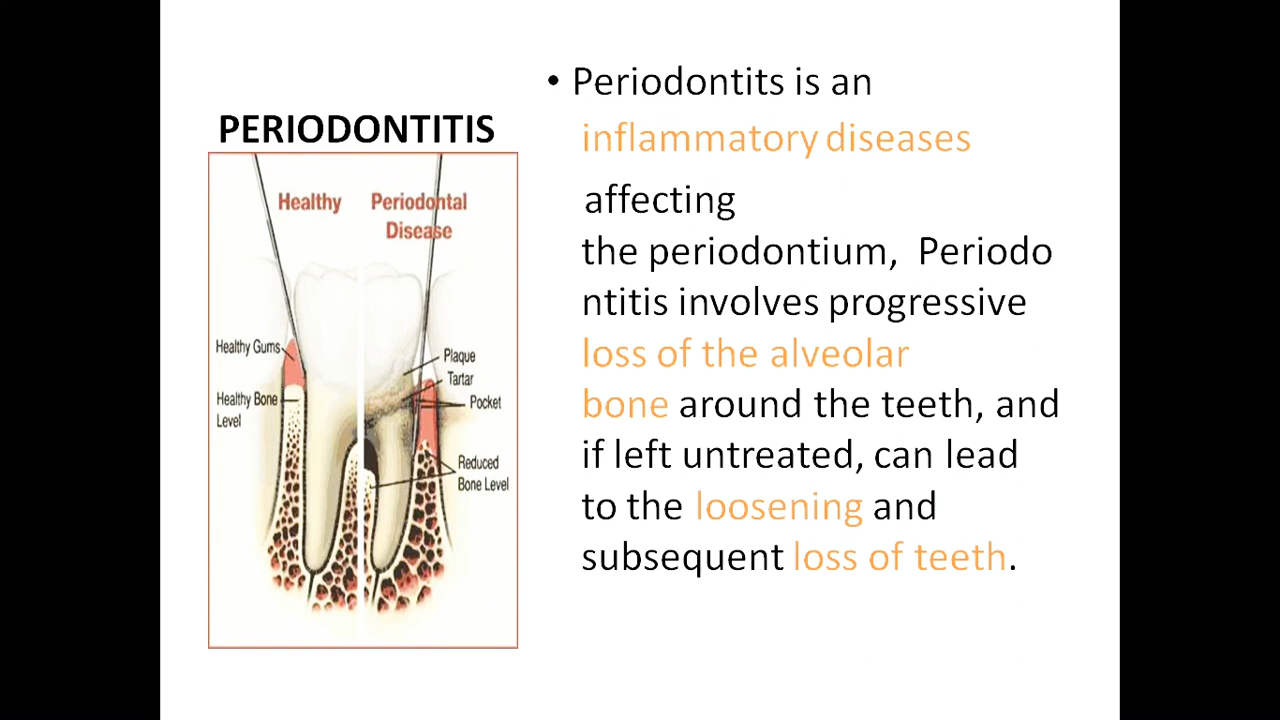 PERIODONTITIS
Healthy
Periodontal
Disease
Healthy Gums
Healthy Bone
Level
Plaque
Tartar
Pocket
Reduced
Bone Level
• Periodontits is an
inflammatory diseases
affecting
the periodontium,  Periodo
ntitis involves progressive
loss of the alveolar
bone around the teeth, and
if left untreated, can lead
to the loosening and
subsequent loss of teeth.